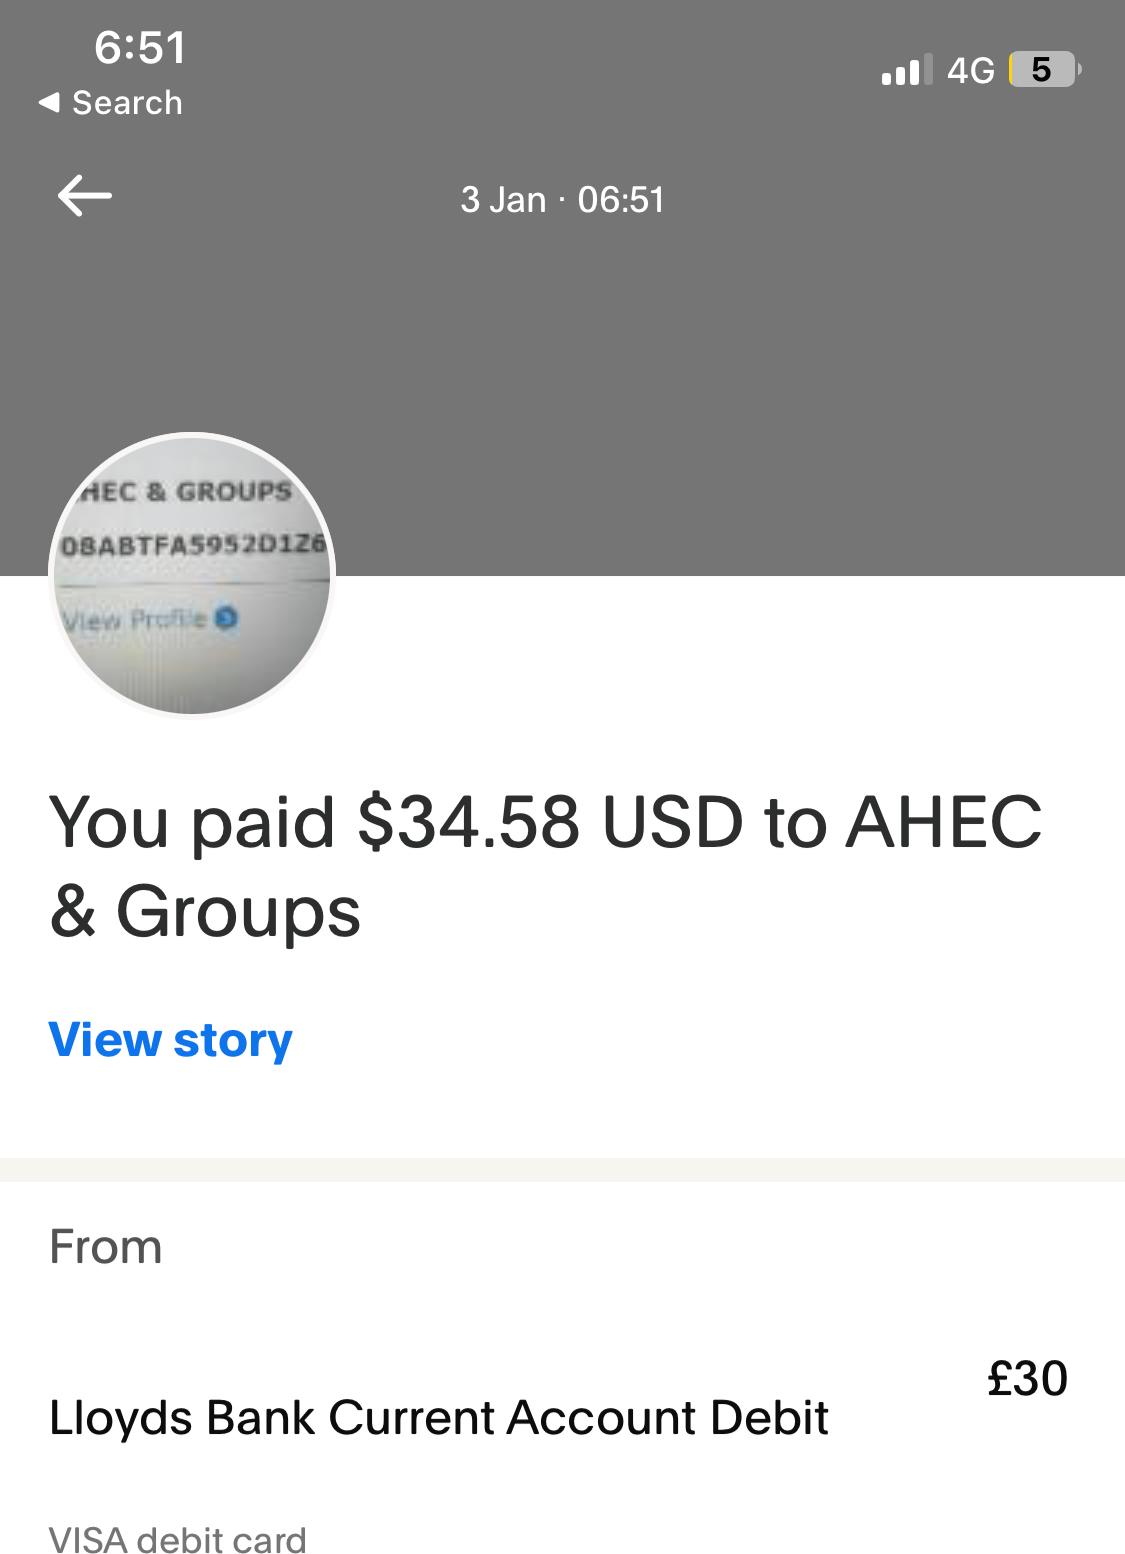 6:51
4G
5
Search
3 Jan · 06:51
HEC & GROUPS
08ABTFA5952D1Z6
View Profile
You paid $34.58 USD to AHEC
& Groups
View story
From
£30
Lloyds Bank Current Account Debit
VISA debit card